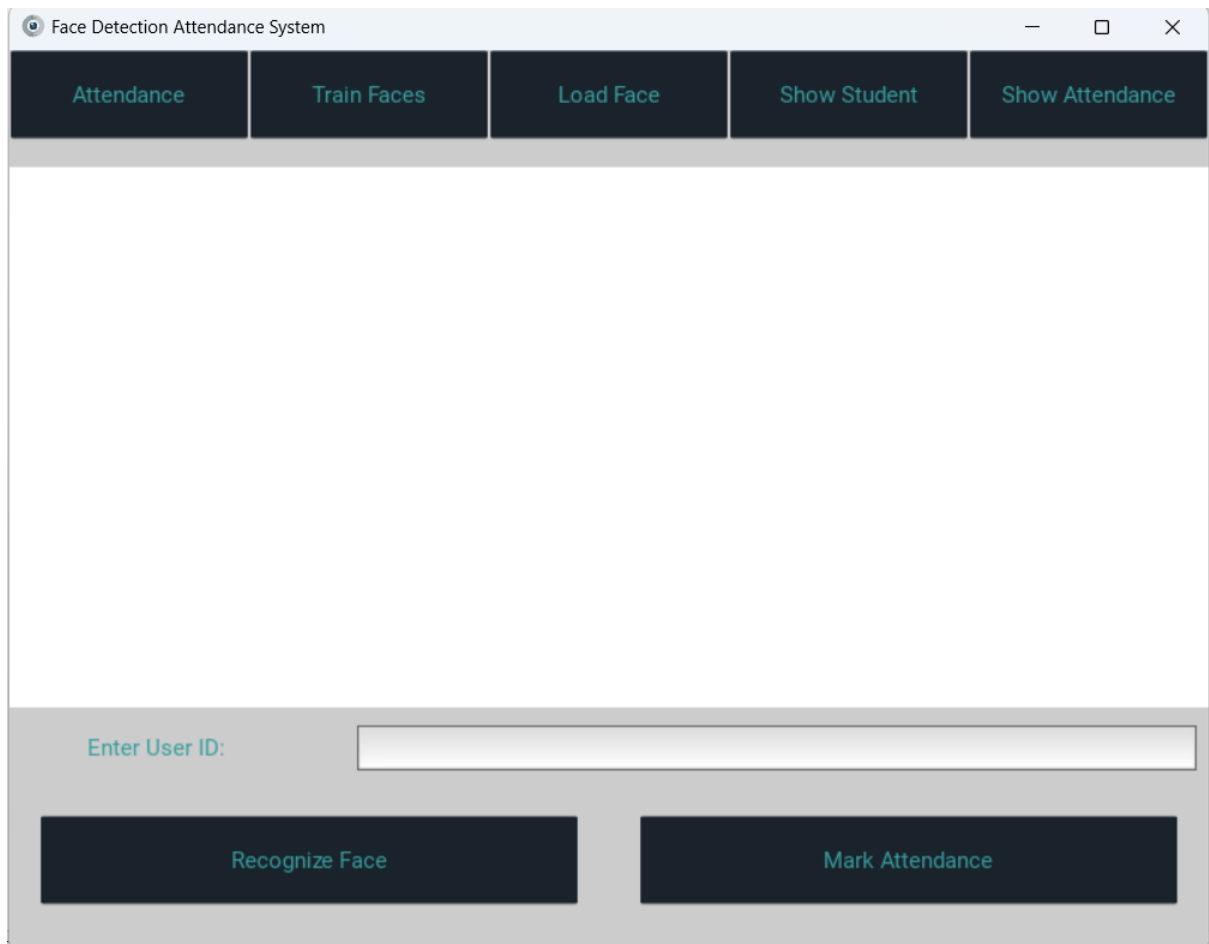 Face Detection Attendance System
Attendance
Train Faces
Load Face
Show Student
Show Attendance
Enter User ID:
Recognize Face
Mark Attendance